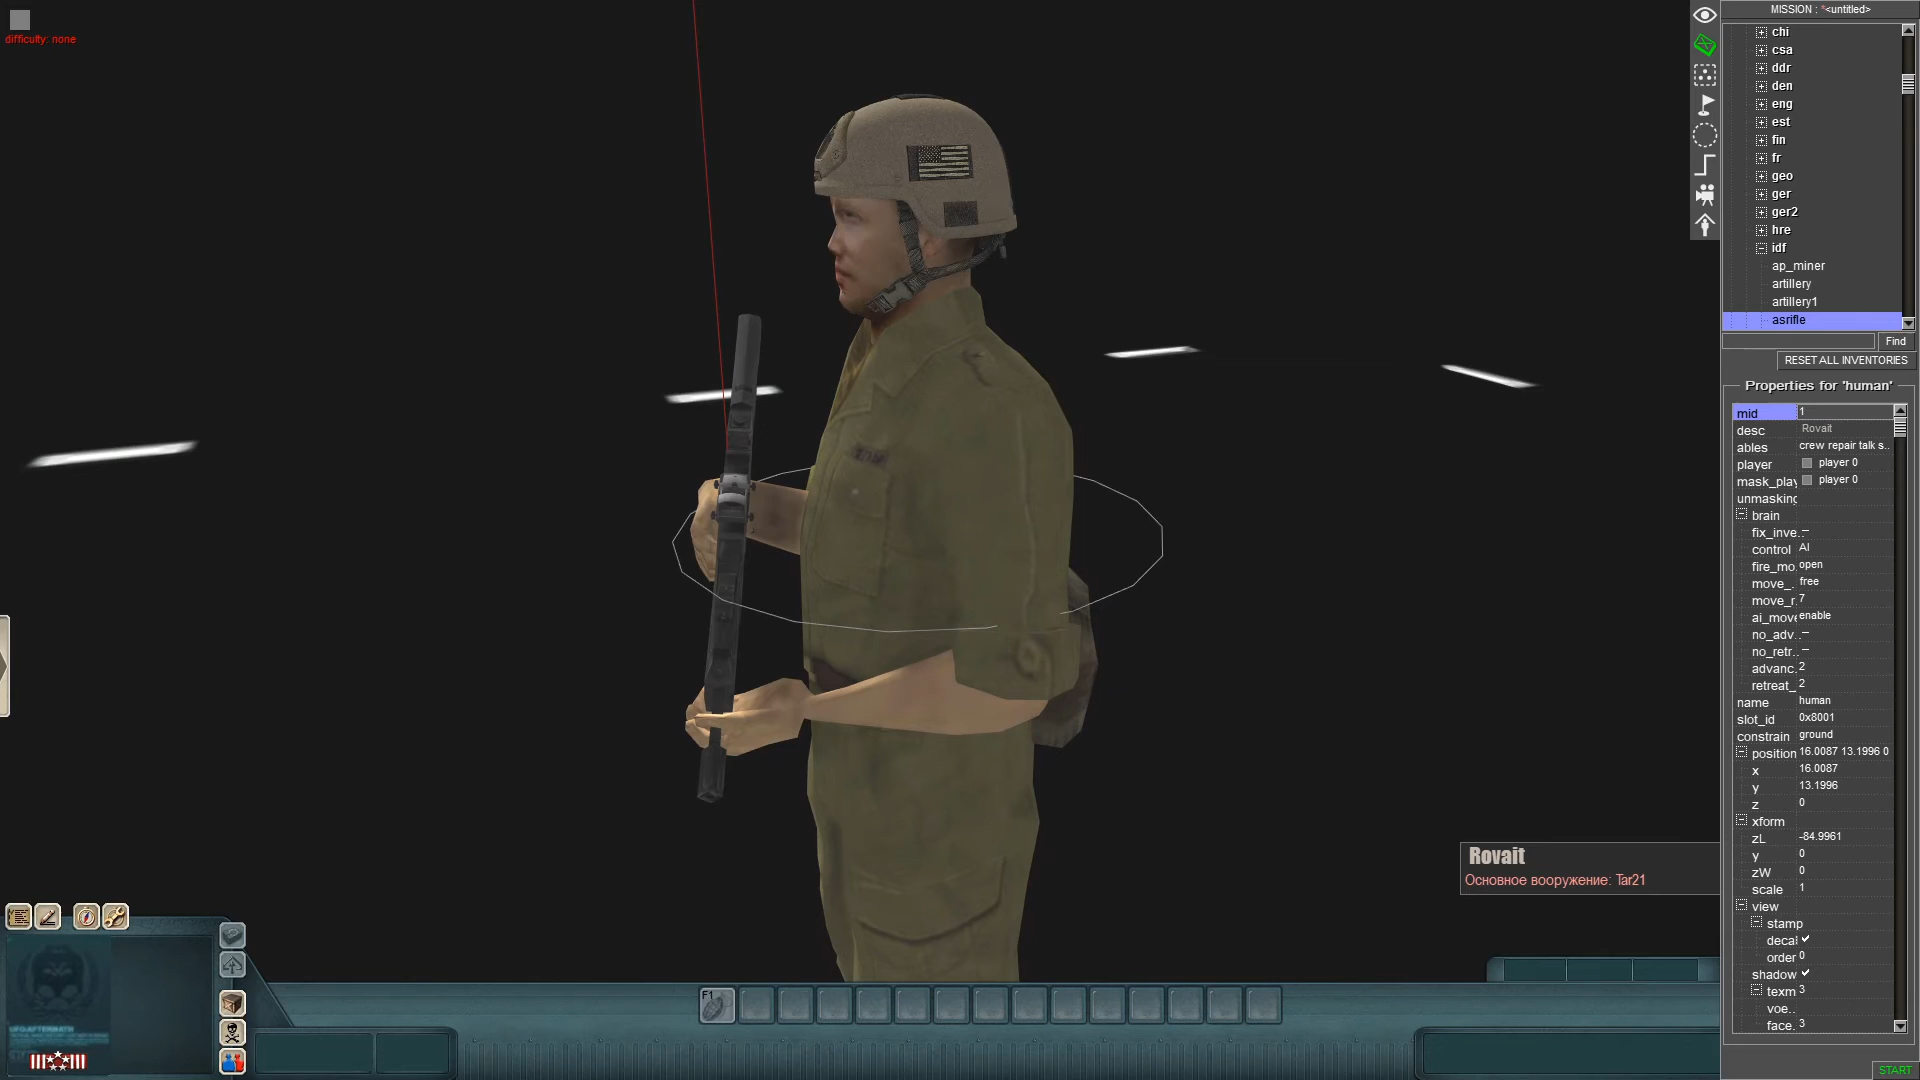 difficulty: none
MISSION : *<untitled>
chi
csa
ddr
den
eng
est
fin
fr
geo
ger
ger2
hre
idf
ap_miner
artillery
artillery1
asrifle
Find
RESET ALL INVENTORIES
Properties for 'human'
mid 1
desc Rovait
ables crew repair talk s..
player player 0
mask_play player 0
unmasking
brain
fix_inve.. –
control AI
fire_mo. open
move_.. free
move_r. 7
ai_move enable
no_adv.. –
no_retr.. –
advanc. 2
retreat_ 2
name human
slot_id 0x8001
constrain ground
position 16.0087 13.1996 0
x 16.0087
y 13.1996
z 0
xform
zL -84.9961
y 0
zW 0
scale 1
view
stamp
decal
order 0
shadow
texm 3
voe..
face. 3
Rovait
Основное вооружение: Tar21
F1
START